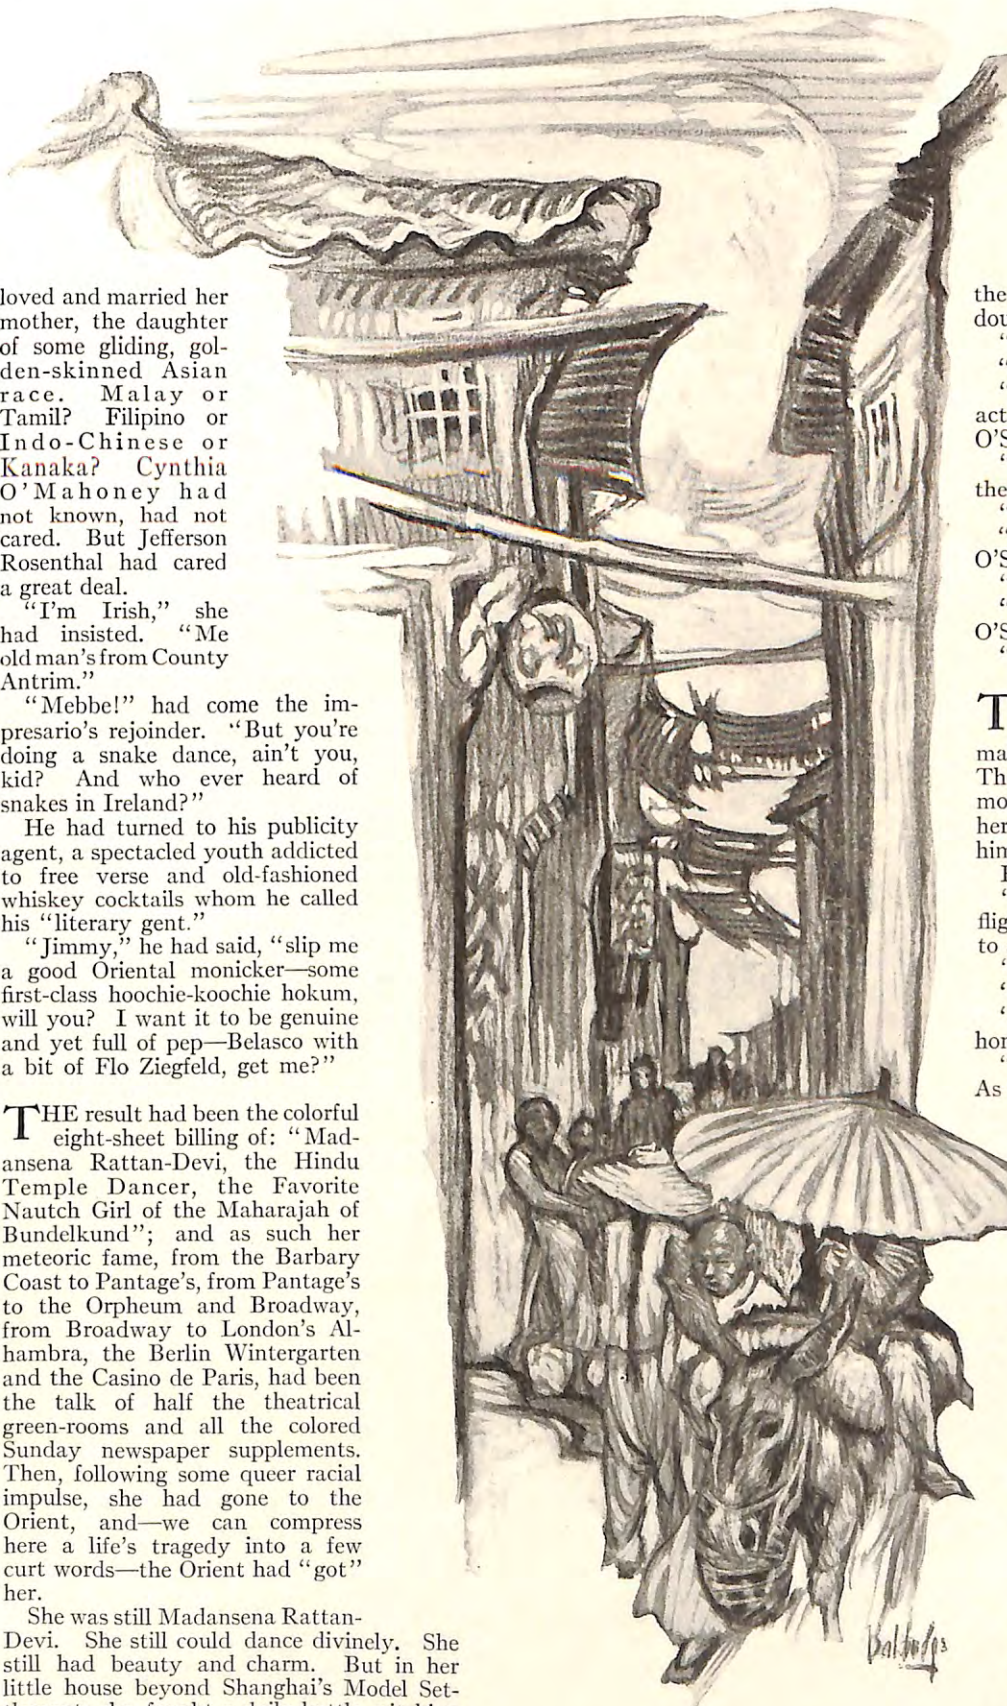 loved and married her
mother, the daughter
of some gliding, gol-
den-skinned Asian
race. Malay or
Tamil? Filipino or
Indo-Chinese or
Kanaka? Cynthia
O'Mahoney had
not known, had not
cared. But Jefferson
Rosenthal had cared
a great deal.
"I'm Irish," she
had insisted. "Me
old man's from County
Antrim."
"Mebbe!" had come the im-
presario's rejoinder. "But you're
doing a snake dance, ain't you,
kid? And who ever heard of
snakes in Ireland?"
He had turned to his publicity
agent, a spectacled youth addicted
to free verse and old-fashioned
whiskey cocktails whom he called
his "literary gent."
"Jimmy," he had said, "slip me
a good Oriental monicker—some
first-class hoochie-koochie hokum,
will you? I want it to be genuine
and yet full of pep—Belasco with
a bit of Flo Ziegfeld, get me?"
THE result had been the colorful
eight-sheet billing of: "Mad-
ansena Rattan-Devi, the Hindu
Temple Dancer, the Favorite
Nautch Girl of the Maharajah of
Bundelkund"; and as such her
meteoric fame, from the Barbary
Coast to Pantage's, from Pantage's
to the Orpheum and Broadway,
from Broadway to London's Al-
hambra, the Berlin Wintergarten
and the Casino de Paris, had been
the talk of half the theatrical
green-rooms and all the colored
Sunday newspaper supplements.
Then, following some queer racial
impulse, she had gone to the
Orient, and—we can compress
here a life's tragedy into a few
curt words—the Orient had "got"
her.
She was still Madansena Rattan-
Devi. She still could dance divinely. She
still had beauty and charm. But in her
little house beyond Shanghai's Model Set-
the
dou
"
"
"
act
O'S
"
the
"
"
O'S
"
"
O'S
"
T
ma
Th
mo
her
him
"
flig
to
"
"
"
hor
"
As